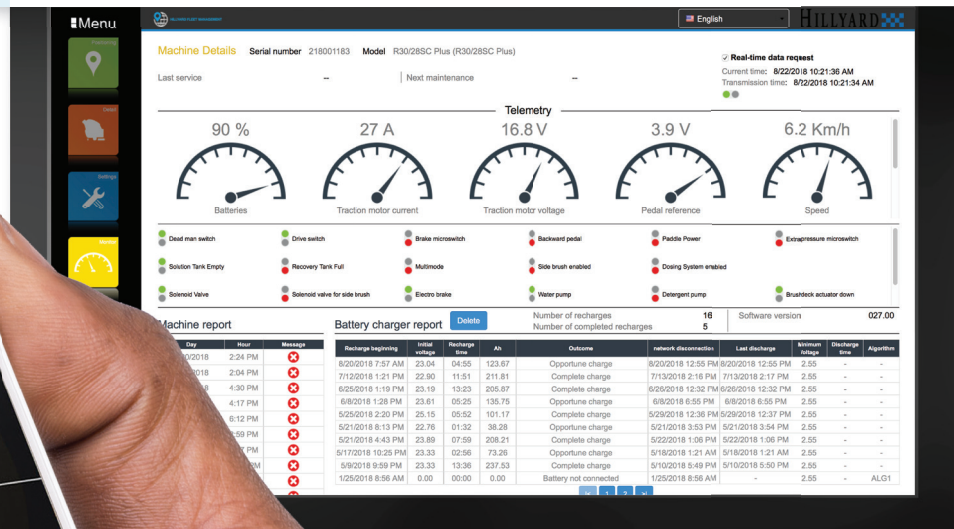 Menu
HILLYARD FLEET MANAGEMENT
English
HILLYARD
Positioning
Settings
Machine Details Serial number 218001183 Model R30/28SC Plus (R30/28SC Plus)
Real-time data request
Last service -- Next maintenance --
Current time: 8/22/2018 10:21:36 AM
Transmission time: 8/22/2018 10:21:34 AM
Telemetry
90 % 27 A 16.8 V 3.9 V 6.2 Km/h
Batteries Traction motor current Traction motor voltage Pedal reference Speed
Dead man switch Drive switch Brake microswitch Backward pedal Paddle Power Extrapressure microswitch
Solution Tank Empty Recovery Tank Full Multimode Side brush enabled Dosing System enabled
Solenoid Valve Solenoid valve for side brush Electro brake Water pump Detergent pump Brushdeck actuator down
Machine report
Day Hour Message
0/2018 2:24 PM
2018 2:04 PM
4:30 PM
4:17 PM
6:12 PM
:59 PM
7 PM
PM
Battery charger report Delete
Number of recharges 16 Software version 027.00
Number of completed recharges 5
Recharge beginning Initial voltage Recharge time Ah Outcome network disconnection Last discharge Minimum voltage Discharge time Algorithm
8/20/2018 7:57 AM 23.04 04:55 123.67 Opportune charge 8/20/2018 12:55 PM 8/20/2018 12:55 PM 2.55 - -
7/12/2018 1:21 PM 22.90 11:51 211.81 Complete charge 7/13/2018 2:16 PM 7/13/2018 2:17 PM 2.55 - -
6/25/2018 1:19 PM 23.19 13:23 205.87 Complete charge 6/26/2018 12:32 PM 6/26/2018 12:32 PM 2.55 - -
6/8/2018 1:28 PM 23.61 05:25 135.75 Opportune charge 6/8/2018 6:55 PM 6/8/2018 6:55 PM 2.55 - -
5/25/2018 2:20 PM 25.15 05:52 101.17 Complete charge 5/29/2018 12:36 PM 5/29/2018 12:37 PM 2.55 - -
5/21/2018 8:13 PM 22.76 01:32 38.28 Opportune charge 5/21/2018 3:53 PM 5/21/2018 3:54 PM 2.55 - -
5/21/2018 4:43 PM 23.89 07:59 208.21 Complete charge 5/22/2018 1:06 PM 5/22/2018 1:06 PM 2.55 - -
5/17/2018 10:25 PM 23.33 02:56 73.26 Opportune charge 5/18/2018 1:21 AM 5/18/2018 1:21 AM 2.55 - -
5/9/2018 9:59 PM 23.33 13:36 237.53 Complete charge 5/10/2018 5:49 PM 5/10/2018 5:50 PM 2.55 - -
1/25/2018 8:56 AM 0.00 00:00 0.00 Battery not connected 1/25/2018 8:56 AM - 2.55 - ALG1
1 2